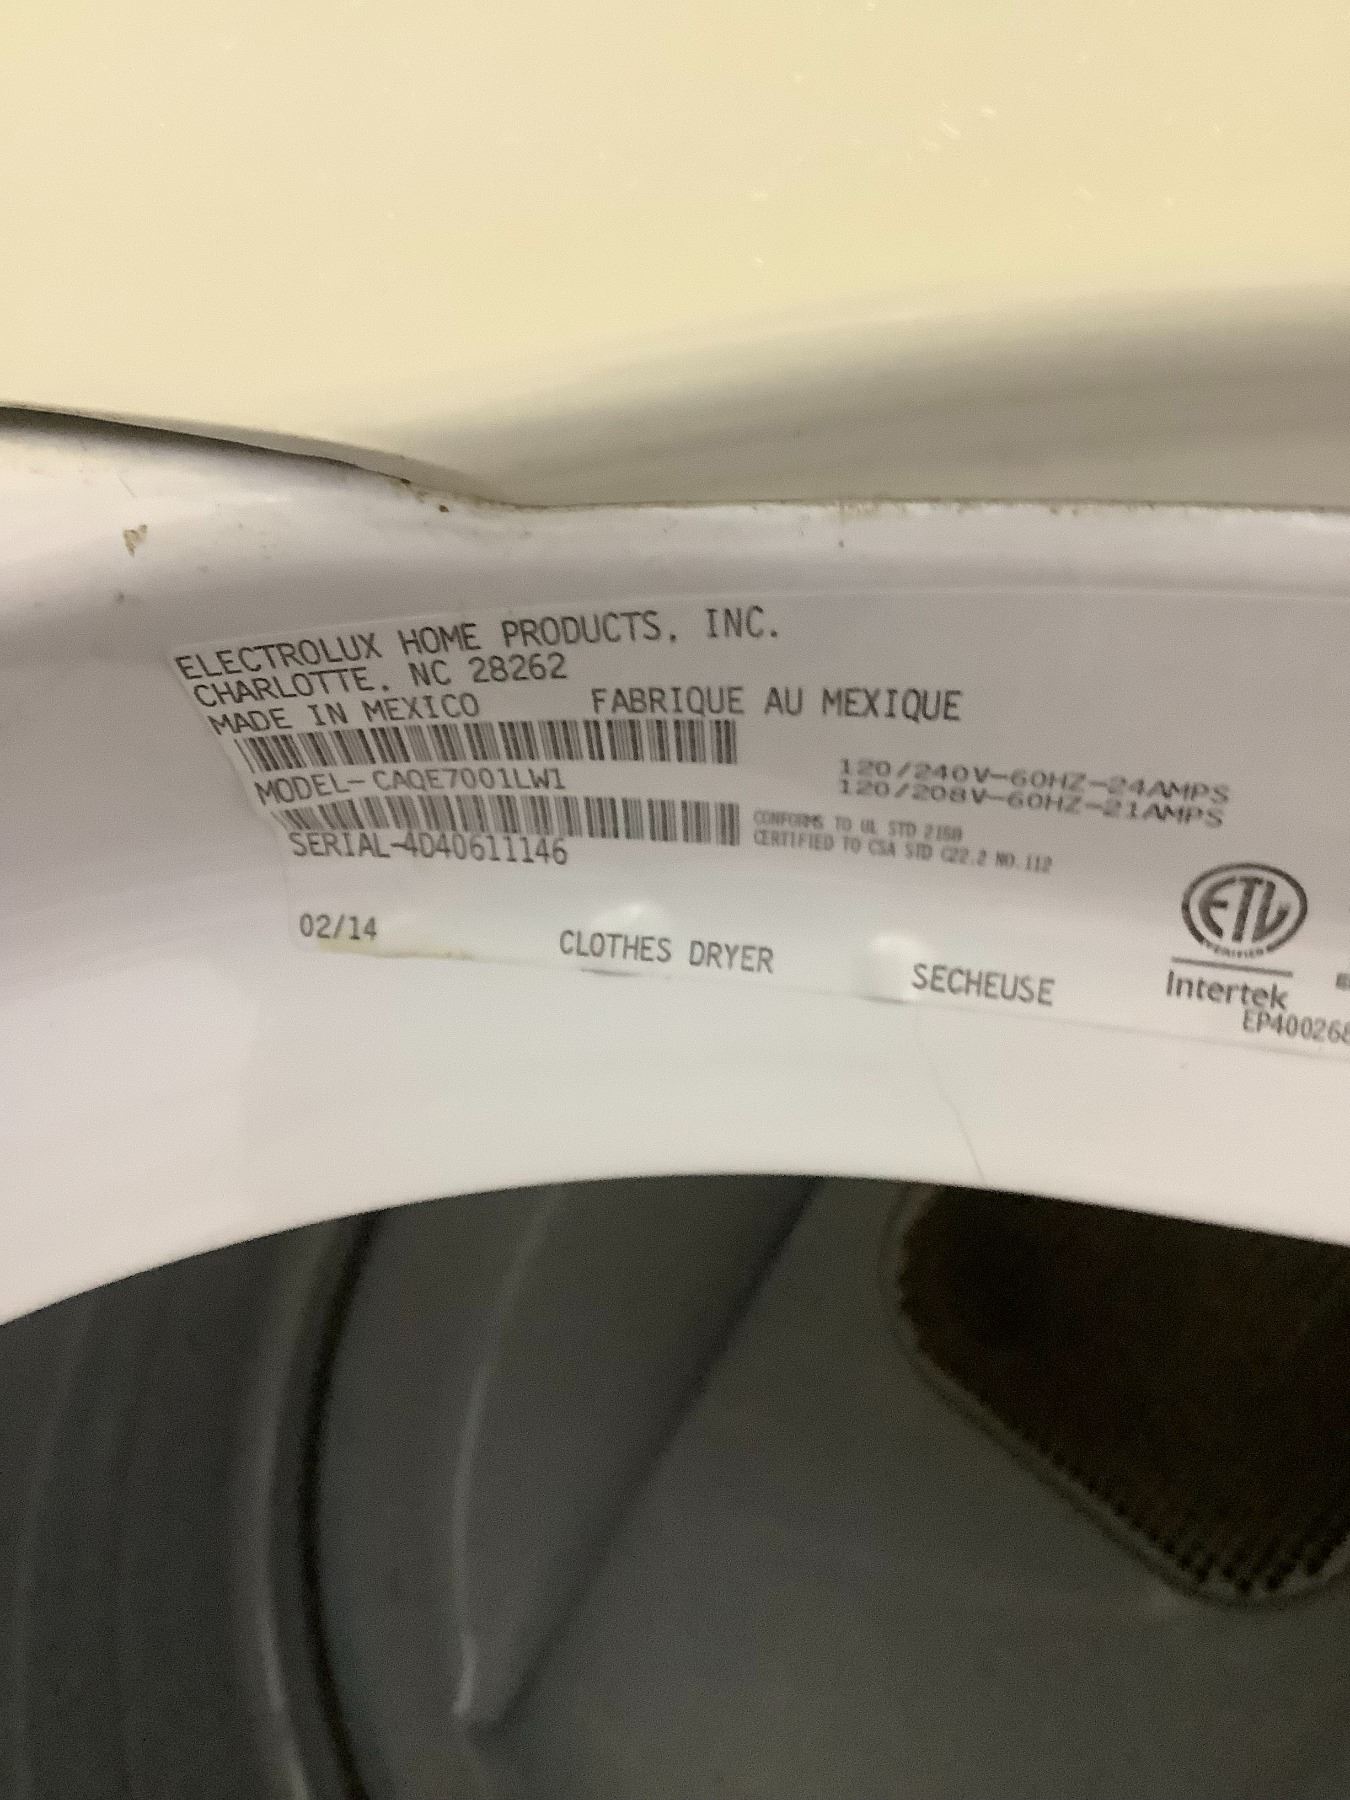 ELECTROLUX HOME PRODUCTS, INC.
CHARLOTTE, NC 28262
MADE IN MEXICO FABRIQUE AU MEXIQUE
MODEL-CAQE7001LW1
120/240V-60HZ-24AMPS
120/208V-60HZ-21AMPS
SERIAL-4D40611146
CONFORMS TO UL STD 2158
CERTIFIED TO CSA STD C22.2 NO.112
02/14 CLOTHES DRYER SECHEUSE
ETL
VERIFIED
Intertek